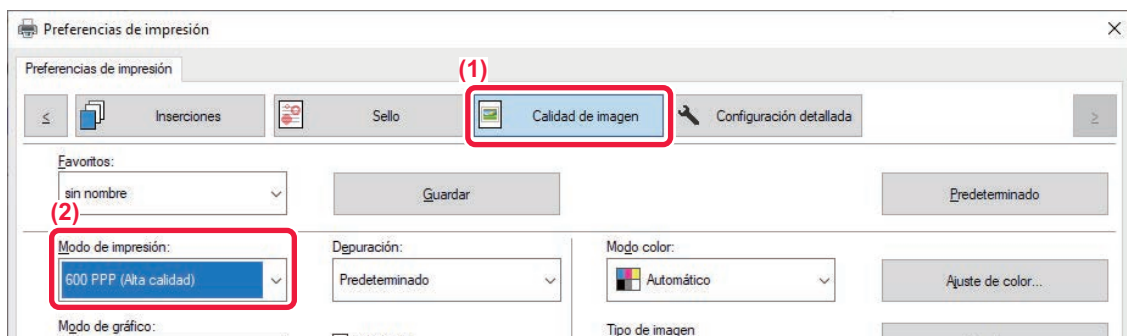 Preferencias de impresión
Preferencias de impresión
(1)
≤ Inserciones Sello Calidad de imagen Configuración detallada ≥
Favoritos:
sin nombre Guardar Predeterminado
(2)
Modo de impresión: Depuración: Modo color:
600 PPP (Alta calidad) Predeterminado Automático Ajuste de color...
Modo de gráfico: Tipo de imagen